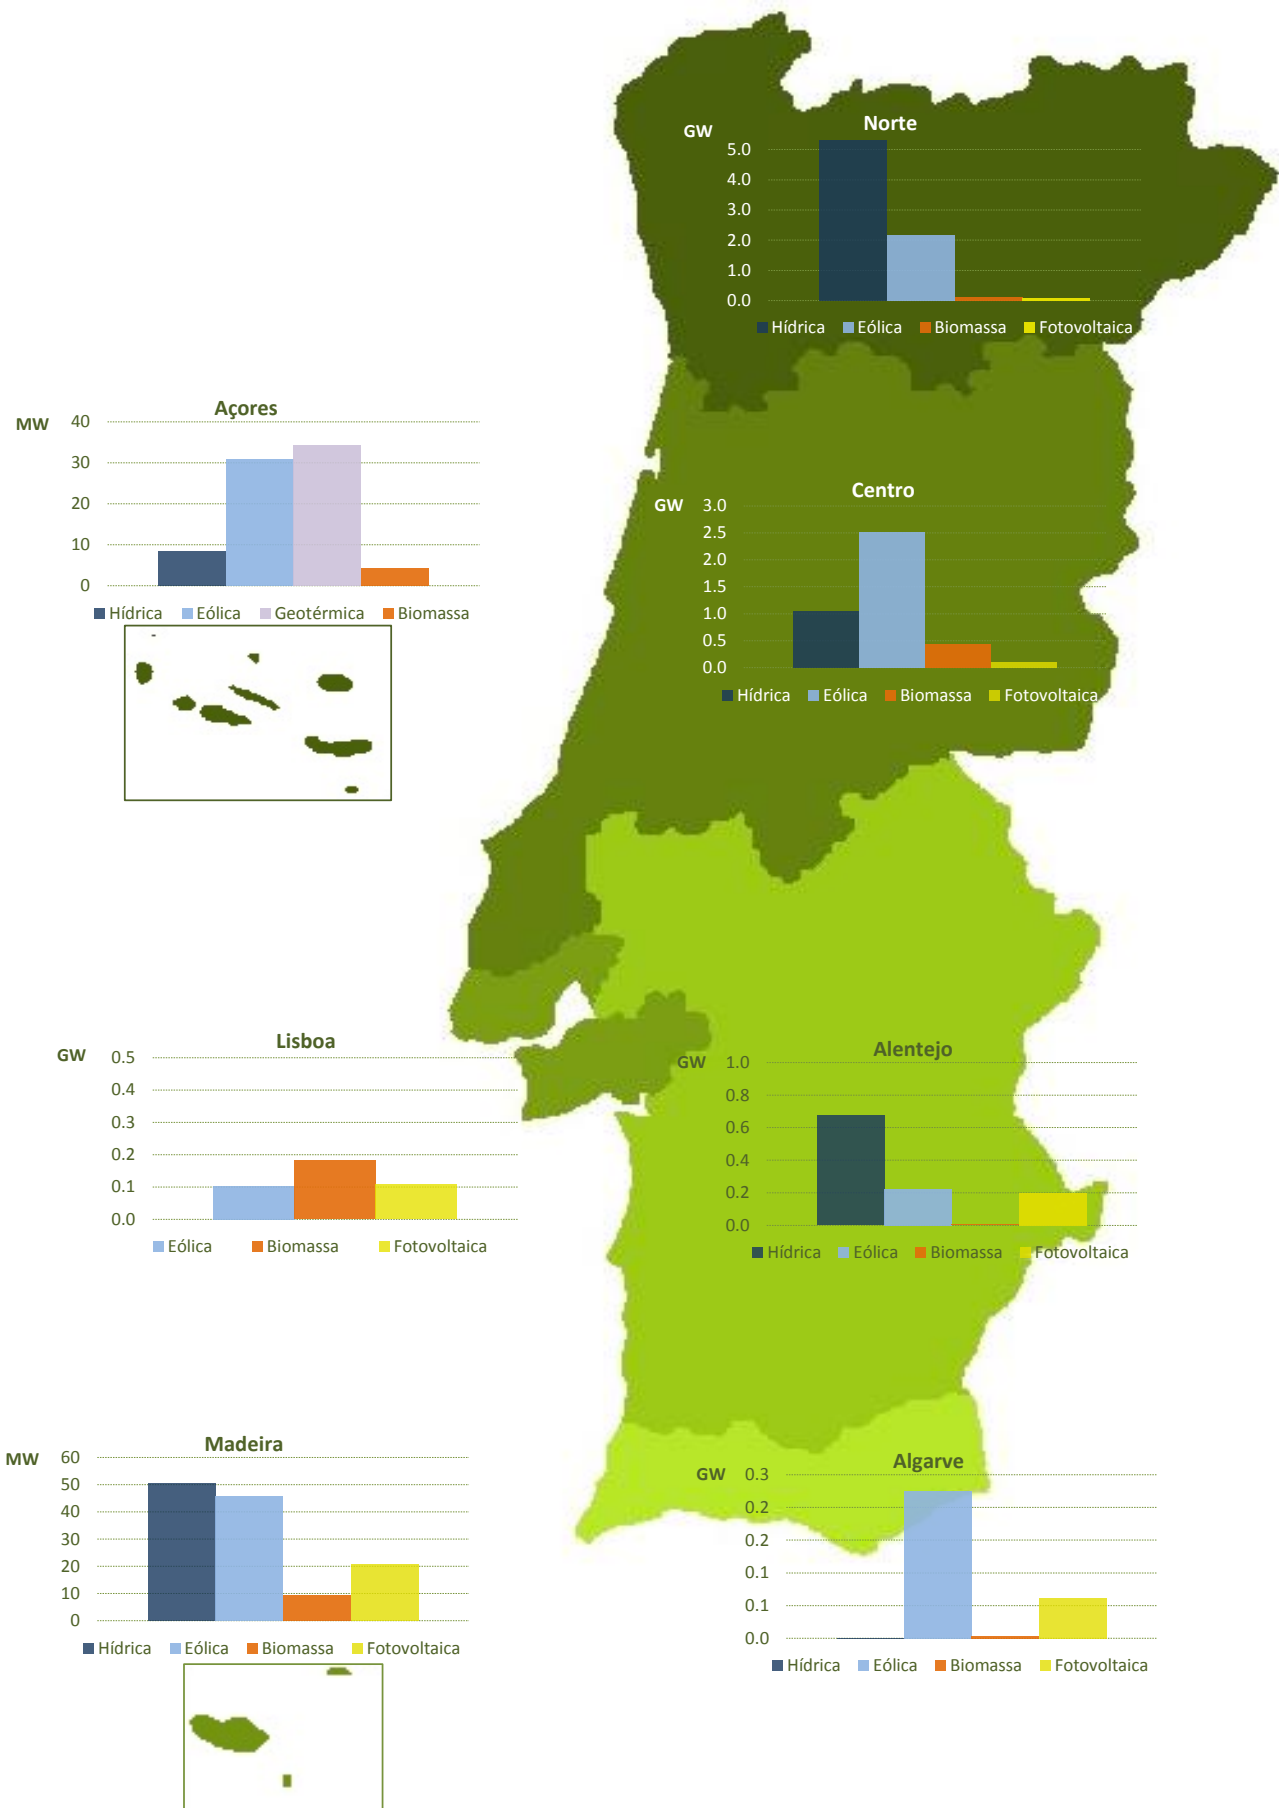 Norte
GW
5.0
4.0
3.0
2.0
1.0
0.0
Hídrica Eólica Biomassa Fotovoltaica
Açores
MW
40
30
20
10
0
Hídrica Eólica Geotérmica Biomassa
Centro
GW
3.0
2.5
2.0
1.5
1.0
0.5
0.0
Hídrica Eólica Biomassa Fotovoltaica
Lisboa
GW
0.5
0.4
0.3
0.2
0.1
0.0
Eólica Biomassa Fotovoltaica
Alentejo
GW
1.0
0.8
0.6
0.4
0.2
0.0
Hídrica Eólica Biomassa Fotovoltaica
Madeira
MW
60
50
40
30
20
10
0
Hídrica Eólica Biomassa Fotovoltaica
Algarve
GW
0.3
0.2
0.2
0.1
0.1
0.0
Hídrica Eólica Biomassa Fotovoltaica